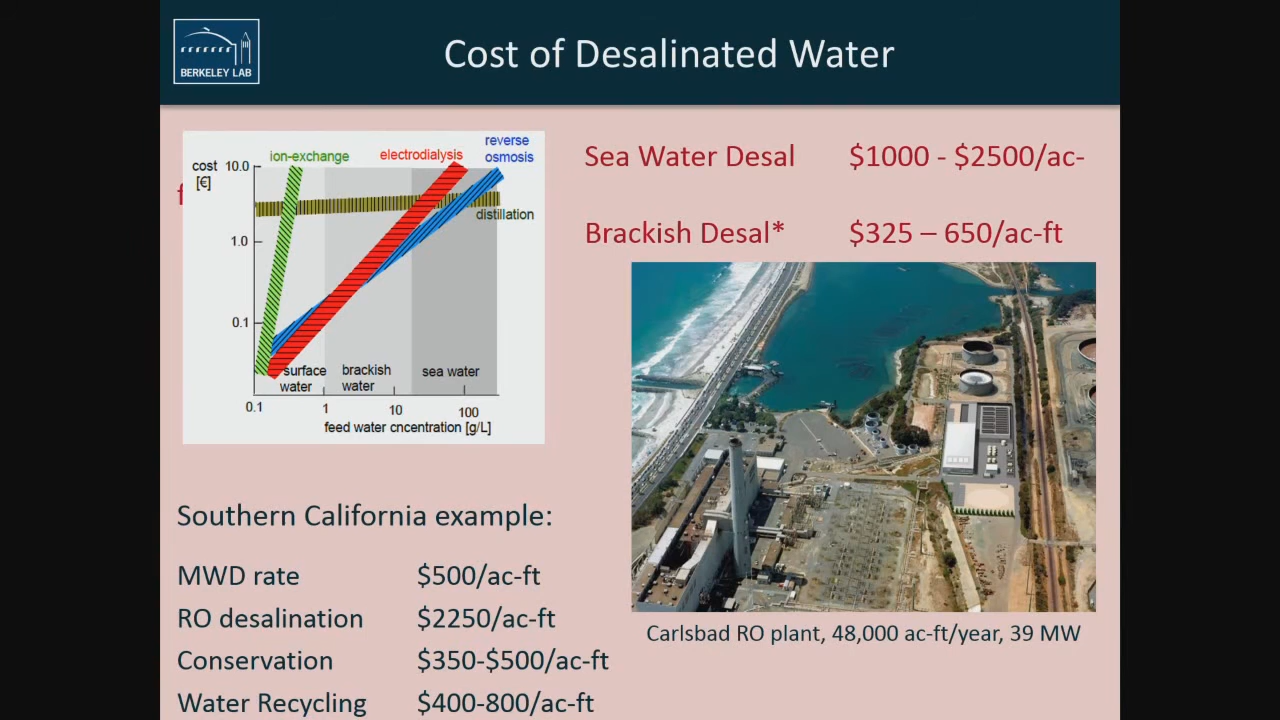 BERKELEY LAB
Cost of Desalinated Water
Sea Water Desal $1000 - $2500/ac-
f
Brackish Desal* $325 – 650/ac-ft
cost
[€]
10.0
1.0
0.1
ion-exchange
electrodialysis
reverse
osmosis
distillation
surface
water
brackish
water
sea water
0.1 1 10 100
feed water cncentration [g/L]
Southern California example:
MWD rate $500/ac-ft
RO desalination $2250/ac-ft
Conservation $350-$500/ac-ft
Water Recycling $400-800/ac-ft
Carlsbad RO plant, 48,000 ac-ft/year, 39 MW